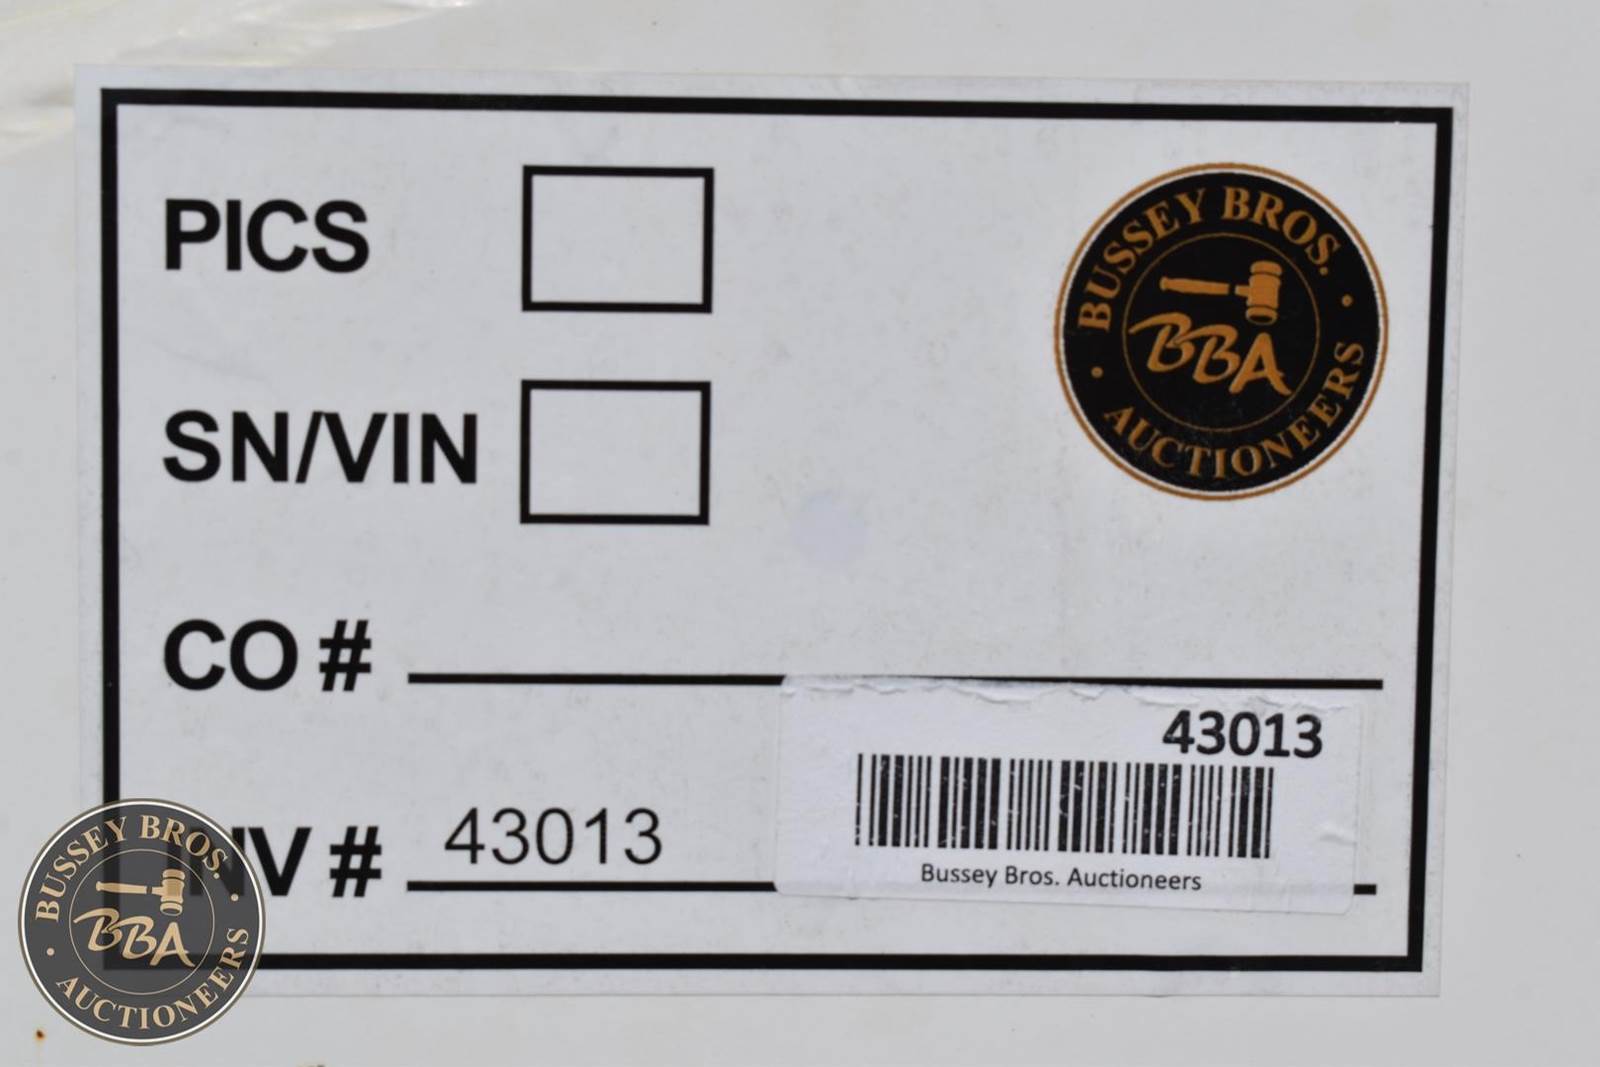 PICS
BUSSEY BROS.
BBA
AUCTIONEERS
SN/VIN
CO #
43013
INV # 43013
Bussey Bros. Auctioneers
BUSSEY BROS.
BBA
AUCTIONEERS